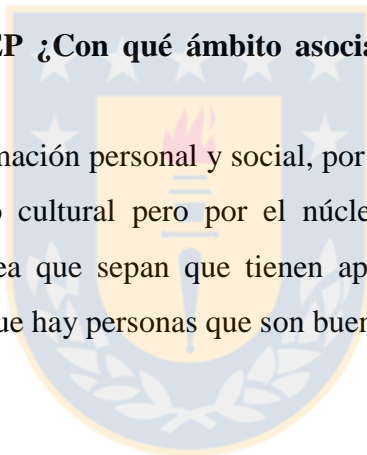 EP ¿Con qué ámbito asocia
mación personal y social, por
o cultural pero por el núcle
ea que sepan que tienen ap
ue hay personas que son buen